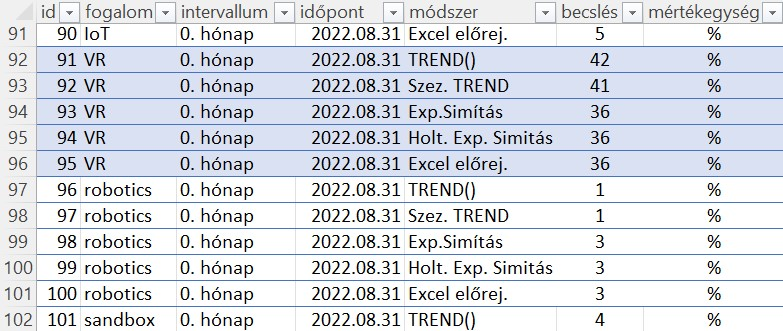 id fogalom intervallum időpont módszer becslés mértékegység
91 90 IoT 0. hónap 2022.08.31 Excel előrej. 5 %
92 91 VR 0. hónap 2022.08.31 TREND() 42 %
93 92 VR 0. hónap 2022.08.31 Szez. TREND 41 %
94 93 VR 0. hónap 2022.08.31 Exp.Simítás 36 %
95 94 VR 0. hónap 2022.08.31 Holt. Exp. Simitás 36 %
96 95 VR 0. hónap 2022.08.31 Excel előrej. 36 %
97 96 robotics 0. hónap 2022.08.31 TREND() 1 %
98 97 robotics 0. hónap 2022.08.31 Szez. TREND 1 %
99 98 robotics 0. hónap 2022.08.31 Exp.Simítás 3 %
100 99 robotics 0. hónap 2022.08.31 Holt. Exp. Simitás 3 %
101 100 robotics 0. hónap 2022.08.31 Excel előrej. 3 %
102 101 sandbox 0. hónap 2022.08.31 TREND() 4 %